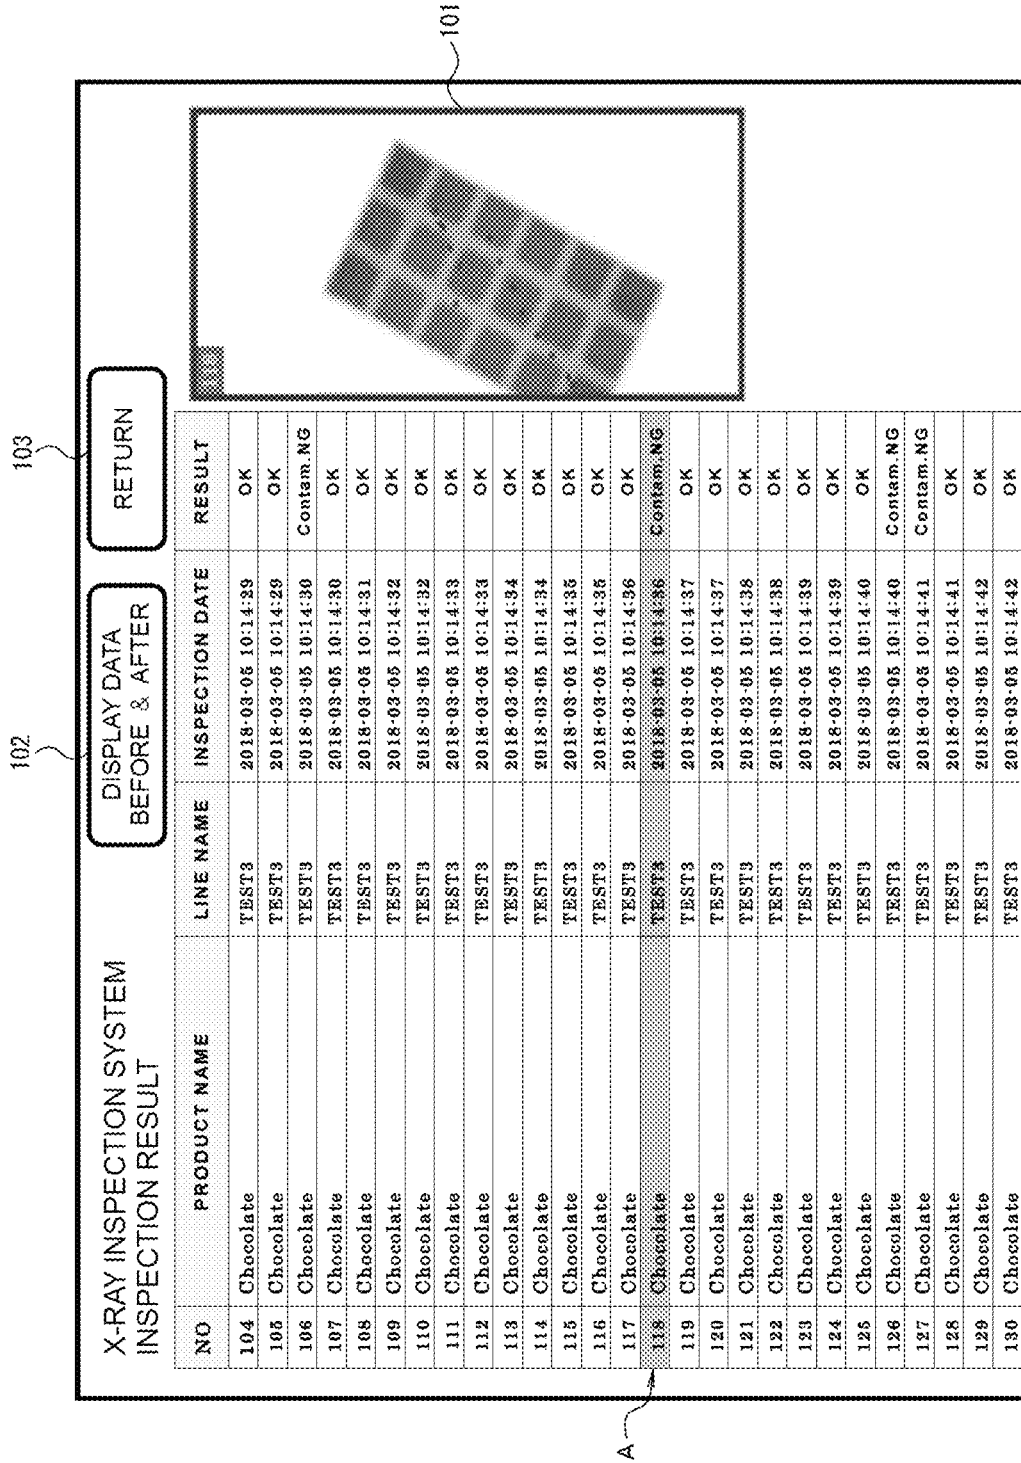 102
103
X-RAY INSPECTION SYSTEM
INSPECTION RESULT
DISPLAY DATA
BEFORE & AFTER
RETURN
101
NO PRODUCT NAME LINE NAME INSPECTION DATE RESULT
104 Chocolate TEST3 2018-03-05 10:14:29 OK
105 Chocolate TEST3 2018-03-05 10:14:29 OK
106 Chocolate TEST3 2018-03-05 10:14:30 Contam.NG
107 Chocolate TEST3 2018-03-05 10:14:30 OK
108 Chocolate TEST3 2018-03-05 10:14:31 OK
109 Chocolate TEST3 2018-03-05 10:14:32 OK
110 Chocolate TEST3 2018-03-05 10:14:32 OK
111 Chocolate TEST3 2018-03-05 10:14:33 OK
112 Chocolate TEST3 2018-03-05 10:14:33 OK
113 Chocolate TEST3 2018-03-05 10:14:34 OK
114 Chocolate TEST3 2018-03-05 10:14:34 OK
115 Chocolate TEST3 2018-03-05 10:14:35 OK
116 Chocolate TEST3 2018-03-05 10:14:35 OK
117 Chocolate TEST3 2018-03-05 10:14:36 OK
A
118 Chocolate TEST3 2018-03-05 10:14:36 Contam.NG
119 Chocolate TEST3 2018-03-05 10:14:37 OK
120 Chocolate TEST3 2018-03-05 10:14:37 OK
121 Chocolate TEST3 2018-03-05 10:14:38 OK
122 Chocolate TEST3 2018-03-05 10:14:38 OK
123 Chocolate TEST3 2018-03-05 10:14:39 OK
124 Chocolate TEST3 2018-03-05 10:14:39 OK
125 Chocolate TEST3 2018-03-05 10:14:40 OK
126 Chocolate TEST3 2018-03-05 10:14:40 Contam.NG
127 Chocolate TEST3 2018-03-05 10:14:41 Contam.NG
128 Chocolate TEST3 2018-03-05 10:14:41 OK
129 Chocolate TEST3 2018-03-05 10:14:42 OK
130 Chocolate TEST3 2018-03-05 10:14:42 OK